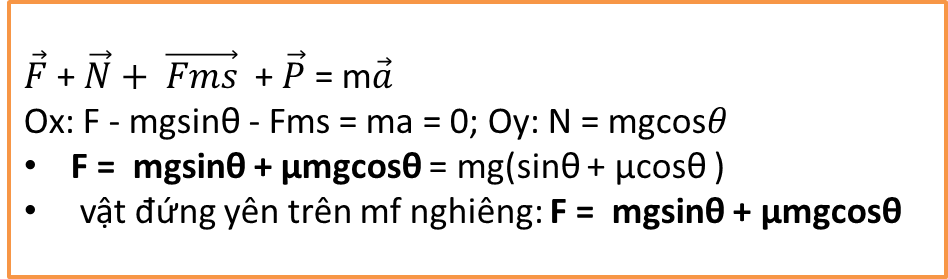 F⃗ + N⃗ + F⃗m⃗s⃗ + P⃗ = ma⃗
Ox: F - mgsinθ - Fms = ma = 0; Oy: N = mgcosθ
• F = mgsinθ + μmgcosθ = mg(sinθ + μcosθ )
• vật đứng yên trên mf nghiêng: F = mgsinθ + μmgcosθ